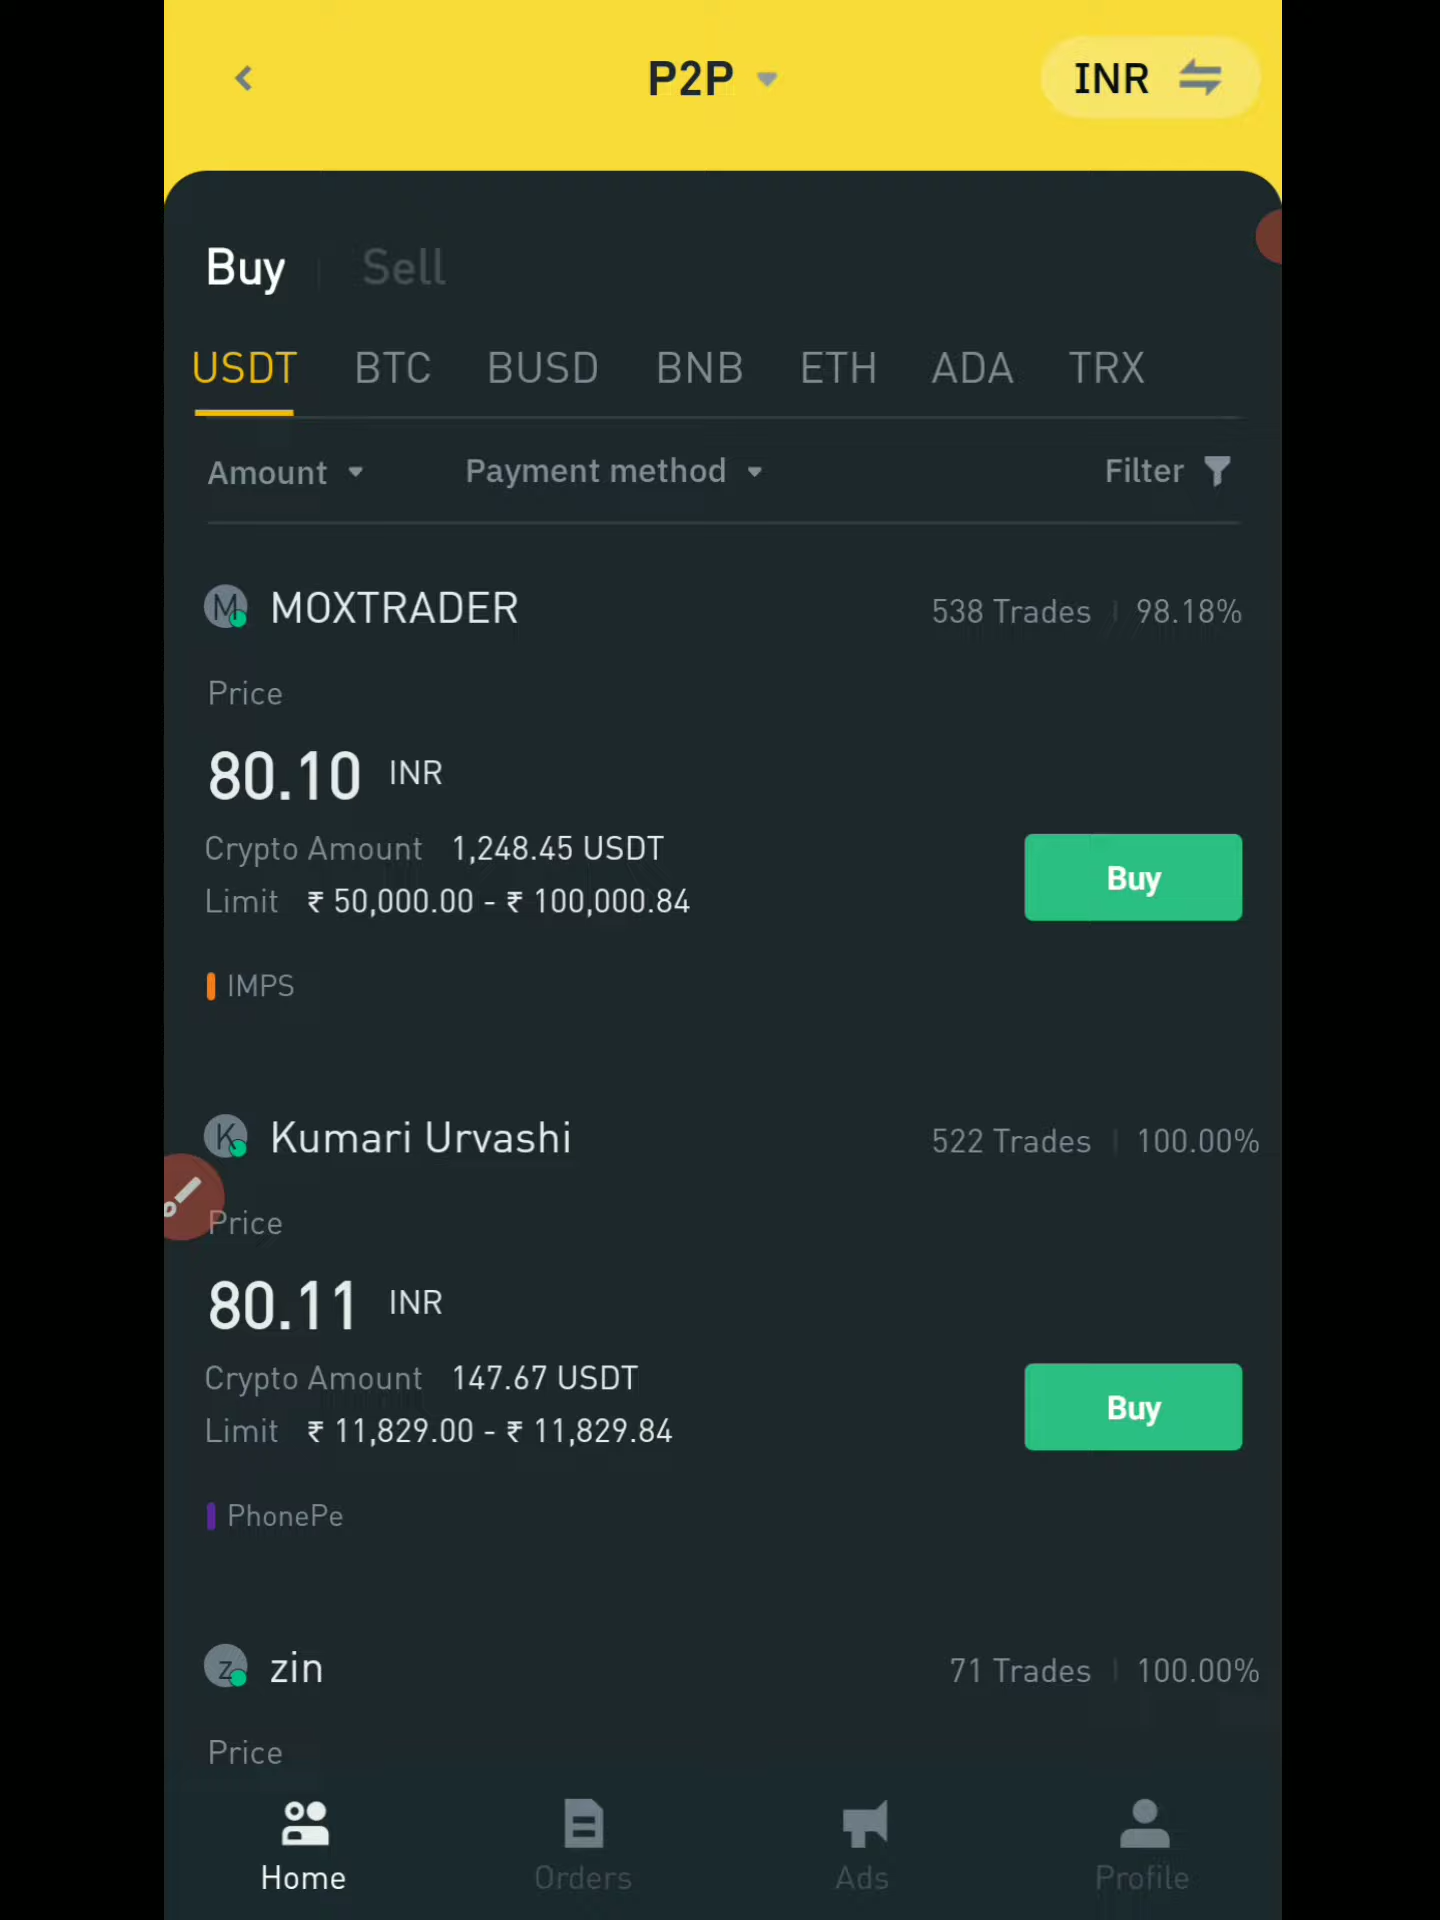 P2P
INR
Buy Sell
USDT BTC BUSD BNB ETH ADA TRX
Amount Payment method Filter
M MOXTRADER 538 Trades 98.18%
Price
80.10 INR
Crypto Amount 1,248.45 USDT
Limit ₹ 50,000.00 - ₹ 100,000.84
Buy
IMPS
K Kumari Urvashi 522 Trades 100.00%
Price
80.11 INR
Crypto Amount 147.67 USDT
Limit ₹ 11,829.00 - ₹ 11,829.84
Buy
PhonePe
z zin 71 Trades 100.00%
Price
Home Orders Ads Profile